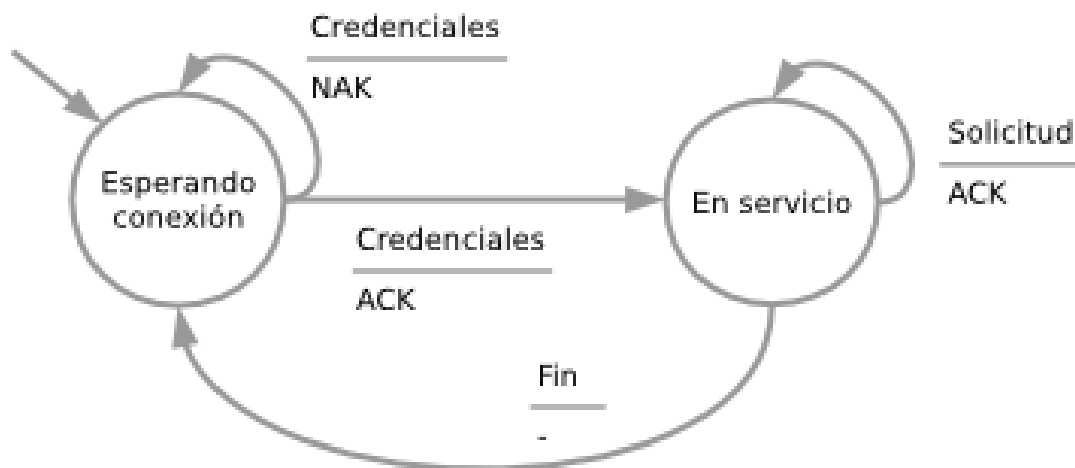 Credenciales
NAK
Esperando
conexión
Credenciales
ACK
En servicio
Solicitud
ACK
Fin
-